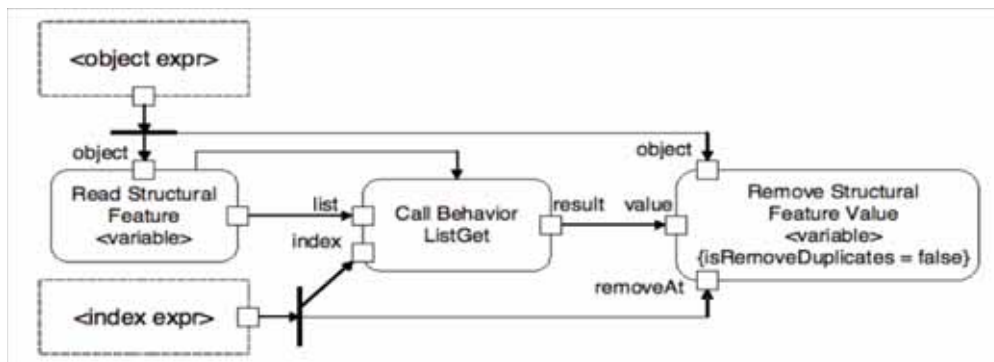 <object expr>
object
object
Read Structural
Feature
<variable>
list
index
Call Behavior
ListGet
result
value
Remove Structural
Feature Value
<variable>
{isRemoveDuplicates = false}
removeAt
<index expr>